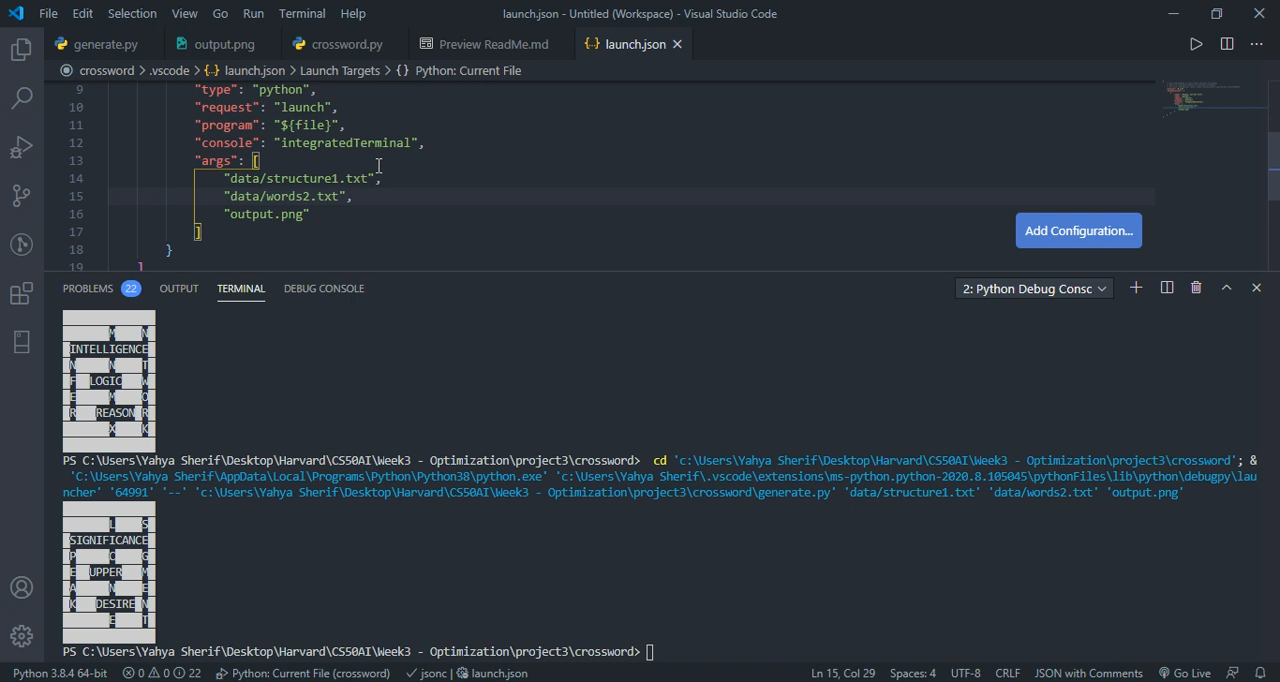 File Edit Selection View Go Run Terminal Help launch.json - Untitled (Workspace) - Visual Studio Code
generate.py output.png crossword.py Preview ReadMe.md {..} launch.json
crossword > .vscode > {..} launch.json > Launch Targets > {} Python: Current File
9 "type": "python",
10 "request": "launch",
11 "program": "${file}",
12 "console": "integratedTerminal",
13 "args": [
14 "data/structure1.txt",
15 "data/words2.txt",
16 "output.png"
17 ]
Add Configuration...
18 }
19 ]
PROBLEMS 22 OUTPUT TERMINAL DEBUG CONSOLE 2: Python Debug Consc
M N
INTELLIGENCE
N N T
F LOGIC W
E M O
R REASON R
X K
PS C:\Users\Yahya Sherif\Desktop\Harvard\CS50AI\Week3 - Optimization\project3\crossword> cd 'c:\Users\Yahya Sherif\Desktop\Harvard\CS50AI\Week3 - Optimization\project3\crossword'; &
'C:\Users\Yahya Sherif\AppData\Local\Programs\Python\Python38\python.exe' 'c:\Users\Yahya Sherif\.vscode\extensions\ms-python.python-2020.8.105045\pythonFiles\lib\python\debugpy\lau
ncher' '64991' '--' 'c:\Users\Yahya Sherif\Desktop\Harvard\CS50AI\Week3 - Optimization\project3\crossword\generate.py' 'data/structure1.txt' 'data/words2.txt' 'output.png'
L S
SIGNIFICANCE
P C G
E UPPER M
A N E
K DESIRE N
E T
PS C:\Users\Yahya Sherif\Desktop\Harvard\CS50AI\Week3 - Optimization\project3\crossword>
Python 3.8.4 64-bit 0 0 22 Python: Current File (crossword) jsonc | launch.json Ln 15, Col 29 Spaces: 4 UTF-8 CRLF JSON with Comments Go Live